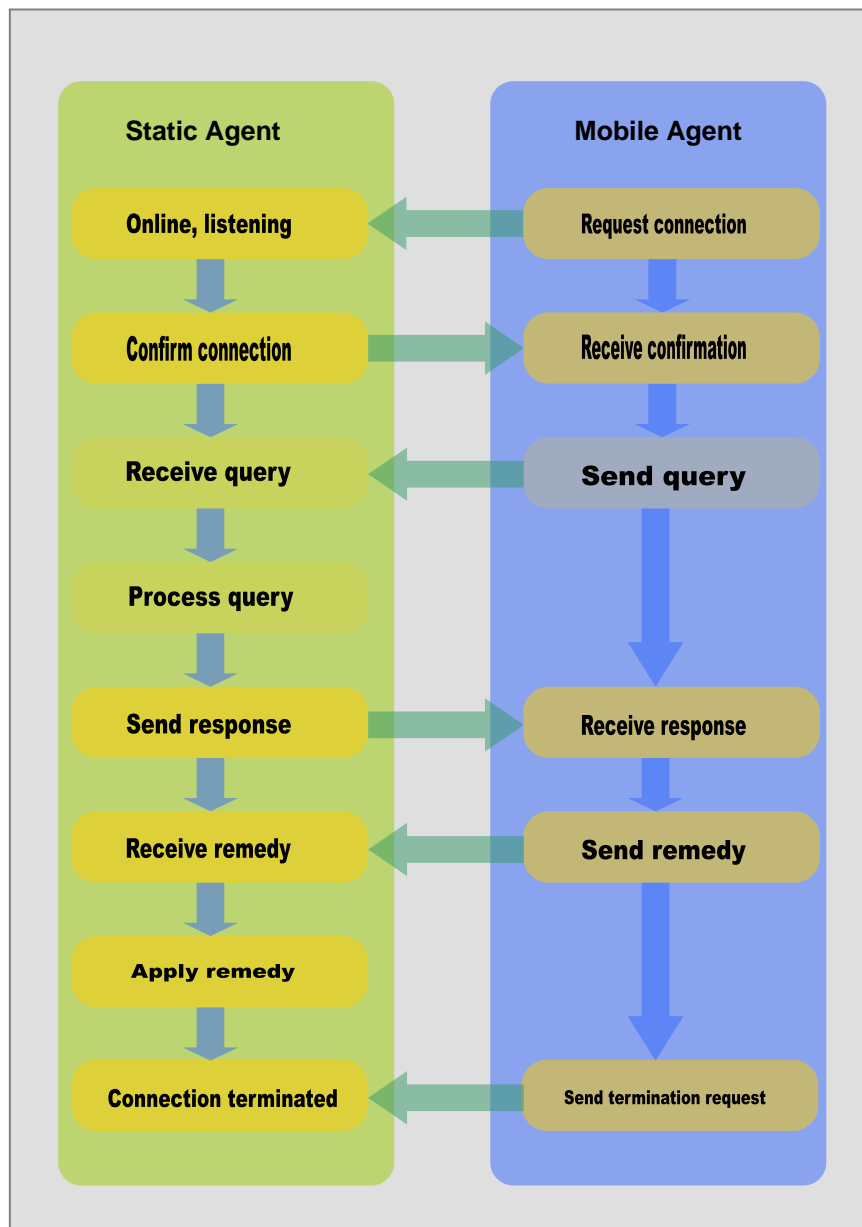 Static Agent
Mobile Agent
Online, listening
Request connection
Confirm connection
Receive confirmation
Receive query
Send query
Process query
Send response
Receive response
Receive remedy
Send remedy
Apply remedy
Connection terminated
Send termination request